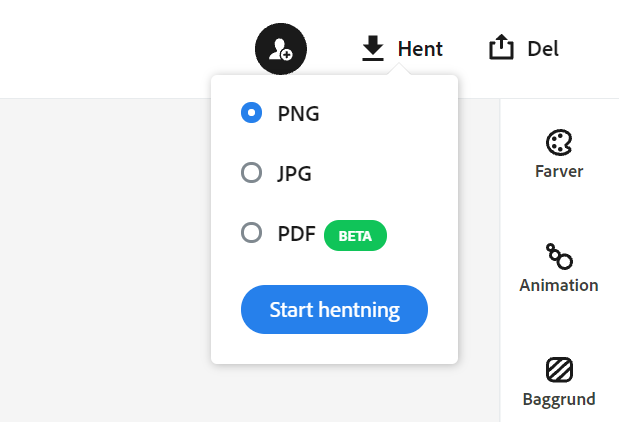 Hent
Del
PNG
JPG
PDF BETA
Start hentning
Farver
Animation
Baggrund